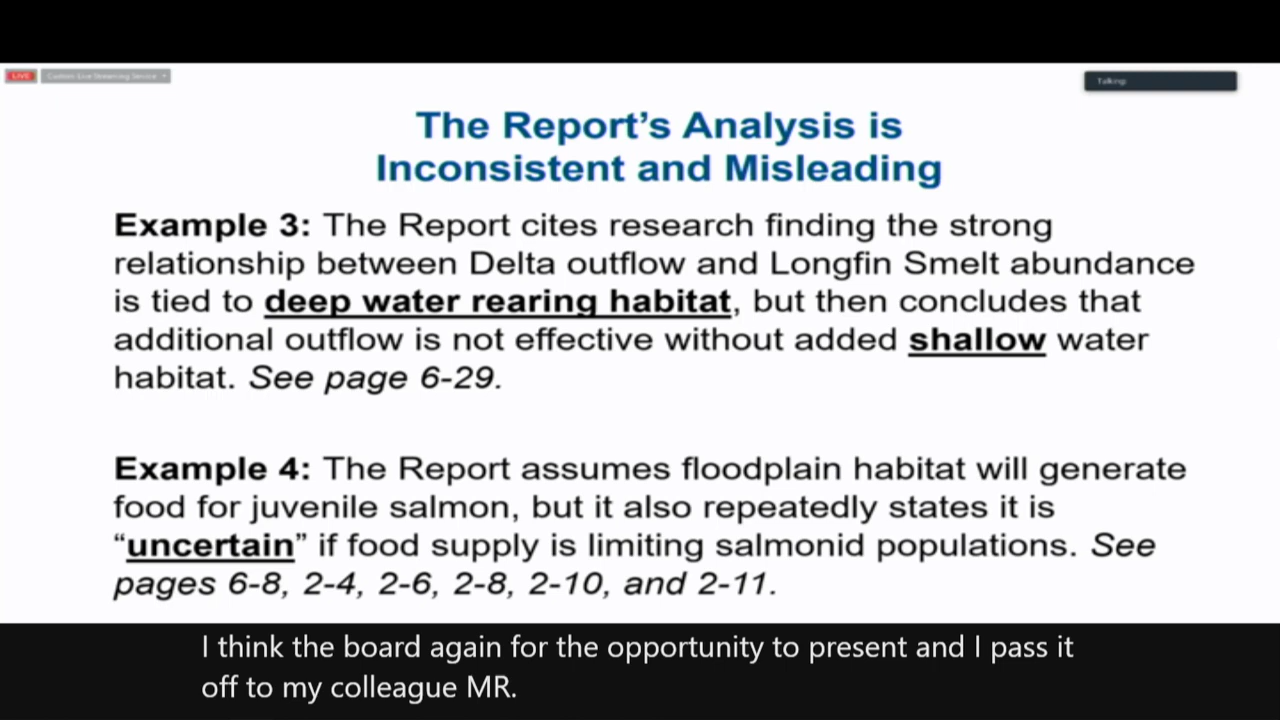 LIVE
Custom Live Streaming Service
Talking:
The Report's Analysis is
Inconsistent and Misleading
Example 3: The Report cites research finding the strong
relationship between Delta outflow and Longfin Smelt abundance
is tied to deep water rearing habitat, but then concludes that
additional outflow is not effective without added shallow water
habitat. See page 6-29.
Example 4: The Report assumes floodplain habitat will generate
food for juvenile salmon, but it also repeatedly states it is
“uncertain” if food supply is limiting salmonid populations. See
pages 6-8, 2-4, 2-6, 2-8, 2-10, and 2-11.
I think the board again for the opportunity to present and I pass it
off to my colleague MR.